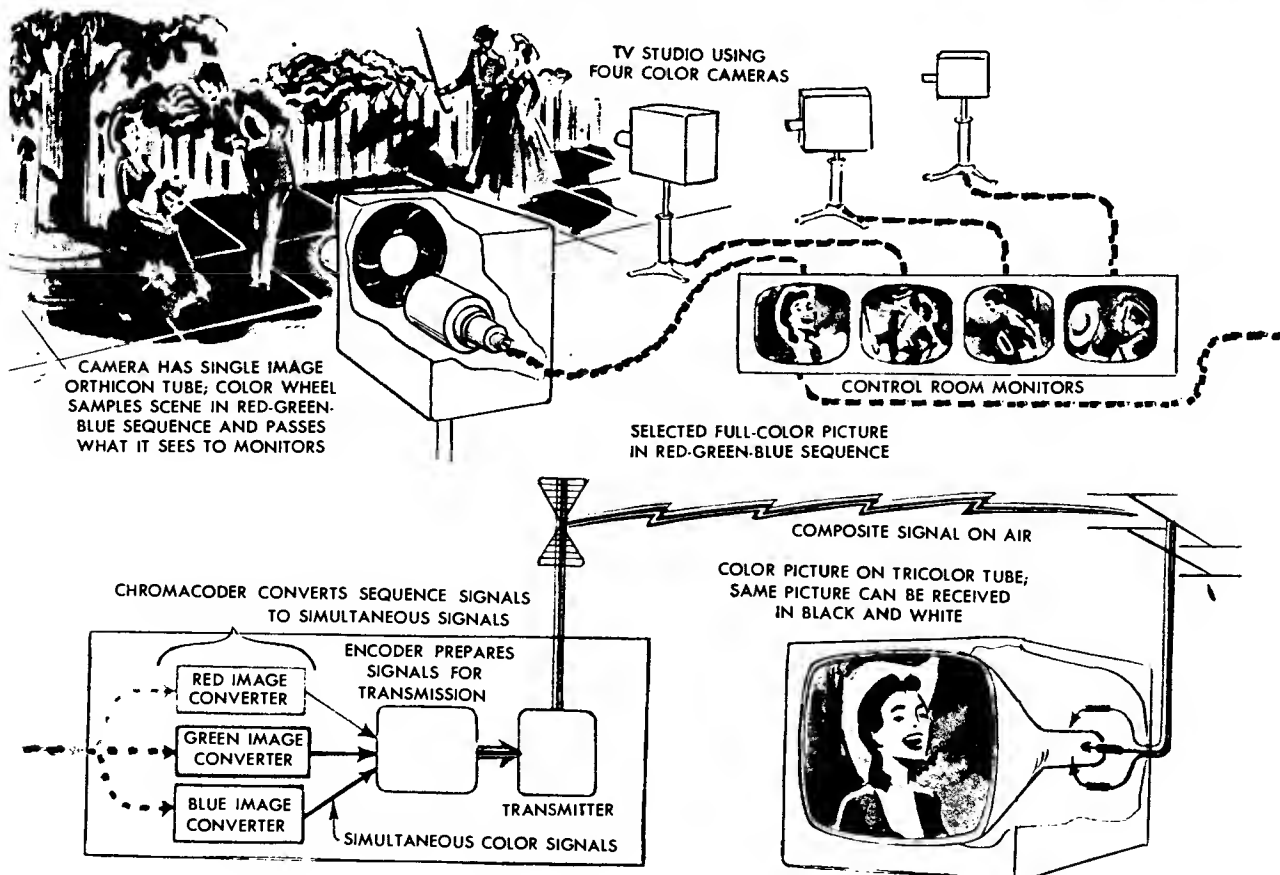 TV STUDIO USING
FOUR COLOR CAMERAS
CAMERA HAS SINGLE IMAGE
ORTHICON TUBE; COLOR WHEEL
SAMPLES SCENE IN RED-GREEN-
BLUE SEQUENCE AND PASSES
WHAT IT SEES TO MONITORS
CONTROL ROOM MONITORS
SELECTED FULL-COLOR PICTURE
IN RED-GREEN-BLUE SEQUENCE
COMPOSITE SIGNAL ON AIR
CHROMACODER CONVERTS SEQUENCE SIGNALS
TO SIMULTANEOUS SIGNALS
ENCODER PREPARES
SIGNALS FOR
TRANSMISSION
RED IMAGE
CONVERTER
GREEN IMAGE
CONVERTER
BLUE IMAGE
CONVERTER
TRANSMITTER
SIMULTANEOUS COLOR SIGNALS
COLOR PICTURE ON TRICOLOR TUBE;
SAME PICTURE CAN BE RECEIVED
IN BLACK AND WHITE